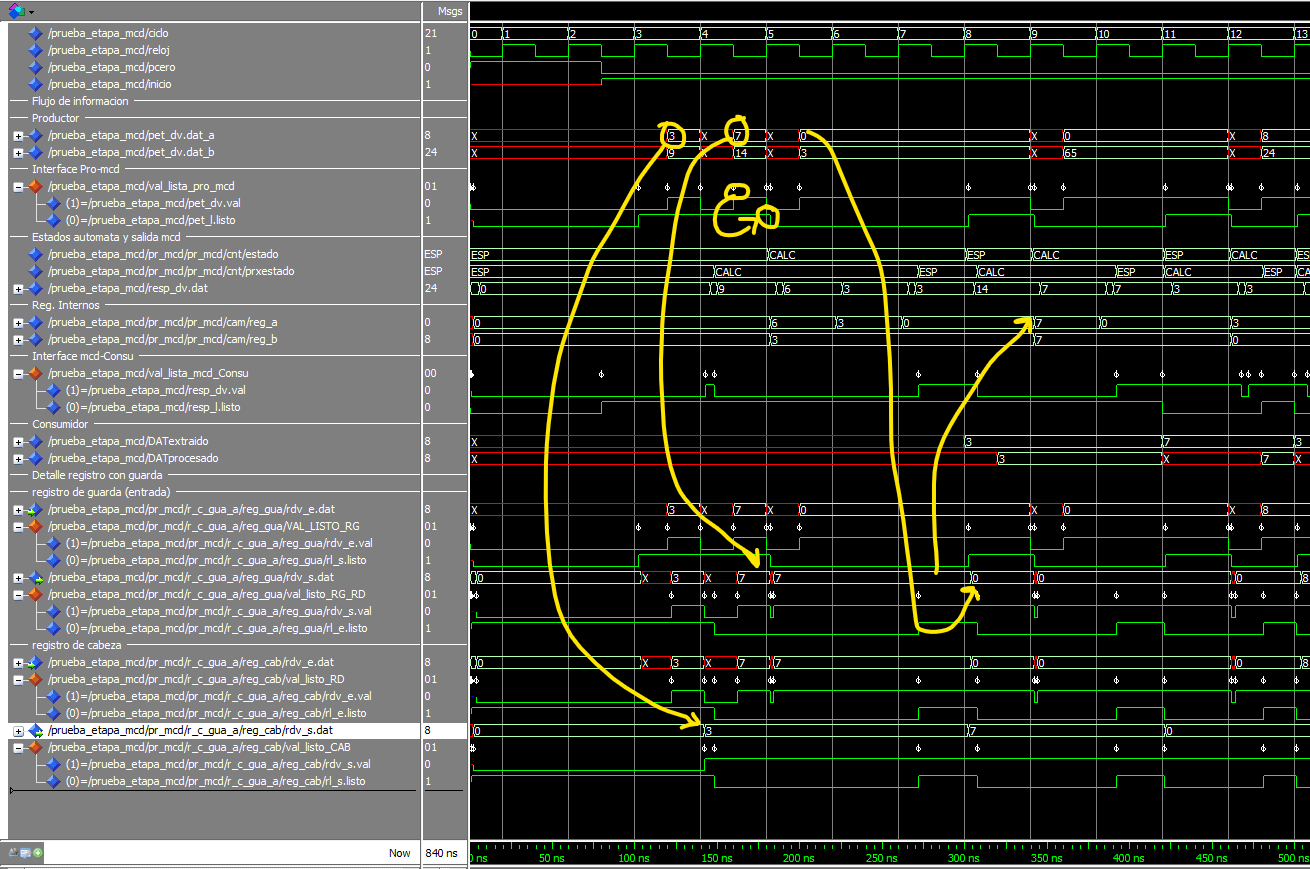 Msgs
/prueba_etapa_mcd/ciclo 21 0 1 2 3 4 5 6 7 8 9 10 11 12 13
/prueba_etapa_mcd/reloj 1
/prueba_etapa_mcd/pcero 0
/prueba_etapa_mcd/inicio 1
Flujo de informacion
Productor
/prueba_etapa_mcd/pet_dv.dat_a 8 X 3 X 7 X 0 X 0 X 8
/prueba_etapa_mcd/pet_dv.dat_b 24 X 9 X 14 X 3 X 65 X 24
Interface Pro-mcd
/prueba_etapa_mcd/val_lista_pro_mcd 01
(1)=/prueba_etapa_mcd/pet_dv.val 0
(0)=/prueba_etapa_mcd/pet_l.listo 1
Estados automata y salida mcd
/prueba_etapa_mcd/pr_mcd/pr_mcd/cnt/estado ESP ESP CALC ESP CALC ESP CALC ES
/prueba_etapa_mcd/pr_mcd/pr_mcd/cnt/prxestado ESP ESP CALC ESP CALC ESP CALC ESP CA
/prueba_etapa_mcd/resp_dv.dat 24 0 9 6 3 3 14 7 7 3 3
Reg. Internos
/prueba_etapa_mcd/pr_mcd/pr_mcd/cam/reg_a 0 0 6 3 0 7 0 3
/prueba_etapa_mcd/pr_mcd/pr_mcd/cam/reg_b 8 0 3 7 0
Interface mcd-Consu
/prueba_etapa_mcd/val_lista_mcd_Consu 00
(1)=/prueba_etapa_mcd/resp_dv.val 0
(0)=/prueba_etapa_mcd/resp_l.listo 0
Consumidor
/prueba_etapa_mcd/DATextraido 8 X 3 7 3
/prueba_etapa_mcd/DATprocesado 8 X 3 X 7 X
Detalle registro con guarda
registro de guarda (entrada)
/prueba_etapa_mcd/pr_mcd/r_c_gua_a/reg_gua/rdv_e.dat 8 X 3 X 7 X 0 X 0 X 8
/prueba_etapa_mcd/pr_mcd/r_c_gua_a/reg_gua/VAL_LISTO_RG 01
(1)=/prueba_etapa_mcd/pr_mcd/r_c_gua_a/reg_gua/rdv_e.val 0
(0)=/prueba_etapa_mcd/pr_mcd/r_c_gua_a/reg_gua/rl_s.listo 1
/prueba_etapa_mcd/pr_mcd/r_c_gua_a/reg_gua/rdv_s.dat 8 0 X 3 X 7 7 0 0 0 8
/prueba_etapa_mcd/pr_mcd/r_c_gua_a/reg_gua/val_listo_RG_RD 01
(1)=/prueba_etapa_mcd/pr_mcd/r_c_gua_a/reg_gua/rdv_s.val 0
(0)=/prueba_etapa_mcd/pr_mcd/r_c_gua_a/reg_gua/rl_e.listo 1
registro de cabeza
/prueba_etapa_mcd/pr_mcd/r_c_gua_a/reg_cab/rdv_e.dat 8 0 X 3 X 7 7 0 0 0 8
/prueba_etapa_mcd/pr_mcd/r_c_gua_a/reg_cab/val_listo_RD 01
(1)=/prueba_etapa_mcd/pr_mcd/r_c_gua_a/reg_cab/rdv_e.val 0
(0)=/prueba_etapa_mcd/pr_mcd/r_c_gua_a/reg_cab/rl_e.listo 1
/prueba_etapa_mcd/pr_mcd/r_c_gua_a/reg_cab/rdv_s.dat 8 0 3 7 0
/prueba_etapa_mcd/pr_mcd/r_c_gua_a/reg_cab/val_listo_CAB 01
(1)=/prueba_etapa_mcd/pr_mcd/r_c_gua_a/reg_cab/rdv_s.val 0
(0)=/prueba_etapa_mcd/pr_mcd/r_c_gua_a/reg_cab/rl_s.listo 1
Now 840 ns 0 ns 50 ns 100 ns 150 ns 200 ns 250 ns 300 ns 350 ns 400 ns 450 ns 500 ns